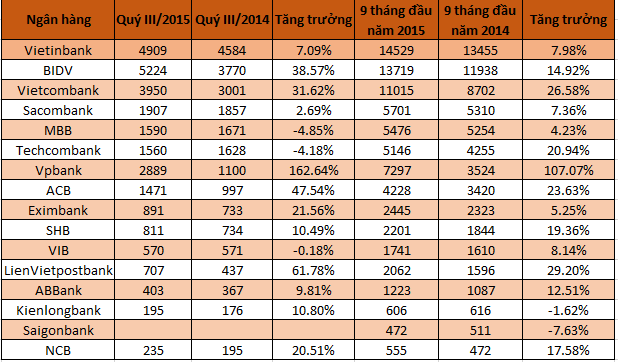 Ngân hàng Quý III/2015 Quý III/2014 Tăng trưởng 9 tháng đầu năm 2015 9 tháng đầu năm 2014 Tăng trưởng
Vietinbank 4909 4584 7.09% 14529 13455 7.98%
BIDV 5224 3770 38.57% 13719 11938 14.92%
Vietcombank 3950 3001 31.62% 11015 8702 26.58%
Sacombank 1907 1857 2.69% 5701 5310 7.36%
MBB 1590 1671 -4.85% 5476 5254 4.23%
Techcombank 1560 1628 -4.18% 5146 4255 20.94%
Vpbank 2889 1100 162.64% 7297 3524 107.07%
ACB 1471 997 47.54% 4228 3420 23.63%
Eximbank 891 733 21.56% 2445 2323 5.25%
SHB 811 734 10.49% 2201 1844 19.36%
VIB 570 571 -0.18% 1741 1610 8.14%
LienVietpostbank 707 437 61.78% 2062 1596 29.20%
ABBank 403 367 9.81% 1223 1087 12.51%
Kienlongbank 195 176 10.80% 606 616 -1.62%
Saigonbank 472 511 -7.63%
NCB 235 195 20.51% 555 472 17.58%